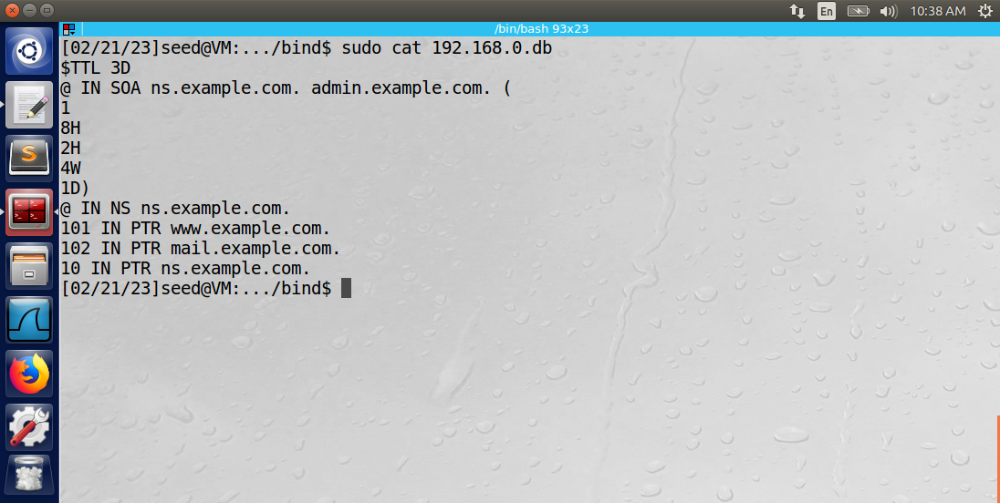 En
10:38 AM
/bin/bash 93x23
[02/21/23]seed@VM:.../bind$ sudo cat 192.168.0.db
$TTL 3D
@ IN SOA ns.example.com. admin.example.com. (
1
8H
2H
4W
1D)
@ IN NS ns.example.com.
101 IN PTR www.example.com.
102 IN PTR mail.example.com.
10 IN PTR ns.example.com.
[02/21/23]seed@VM:.../bind$